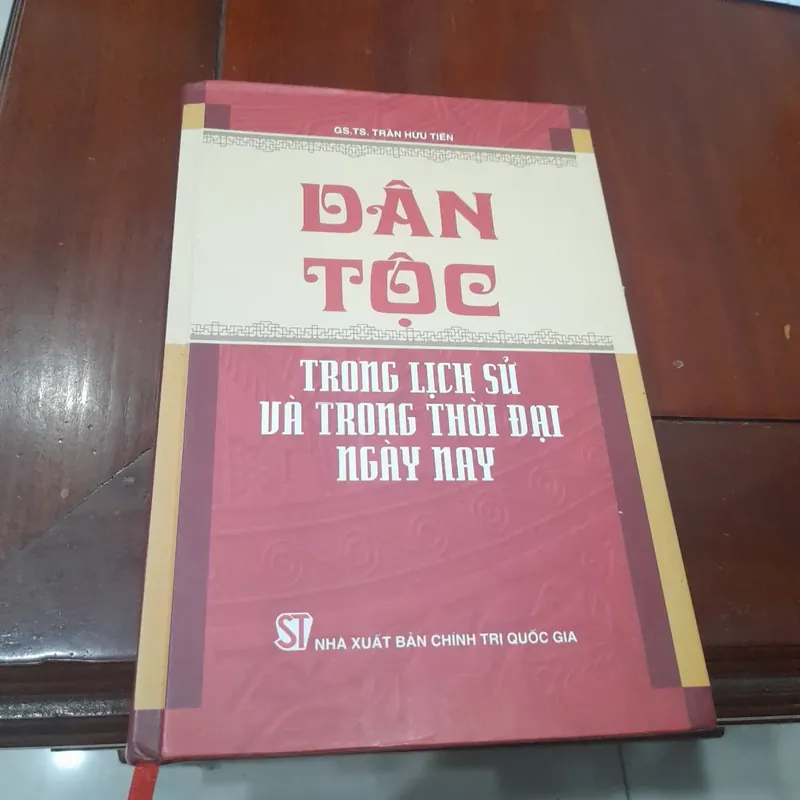 GS.TS. TRẦN HỮU TIẾN
DÂN
TỘC
TRONG LỊCH SỬ
VÀ TRONG THỜI ĐẠI
NGÀY NAY
ST NHÀ XUẤT BẢN CHÍNH TRỊ QUỐC GIA